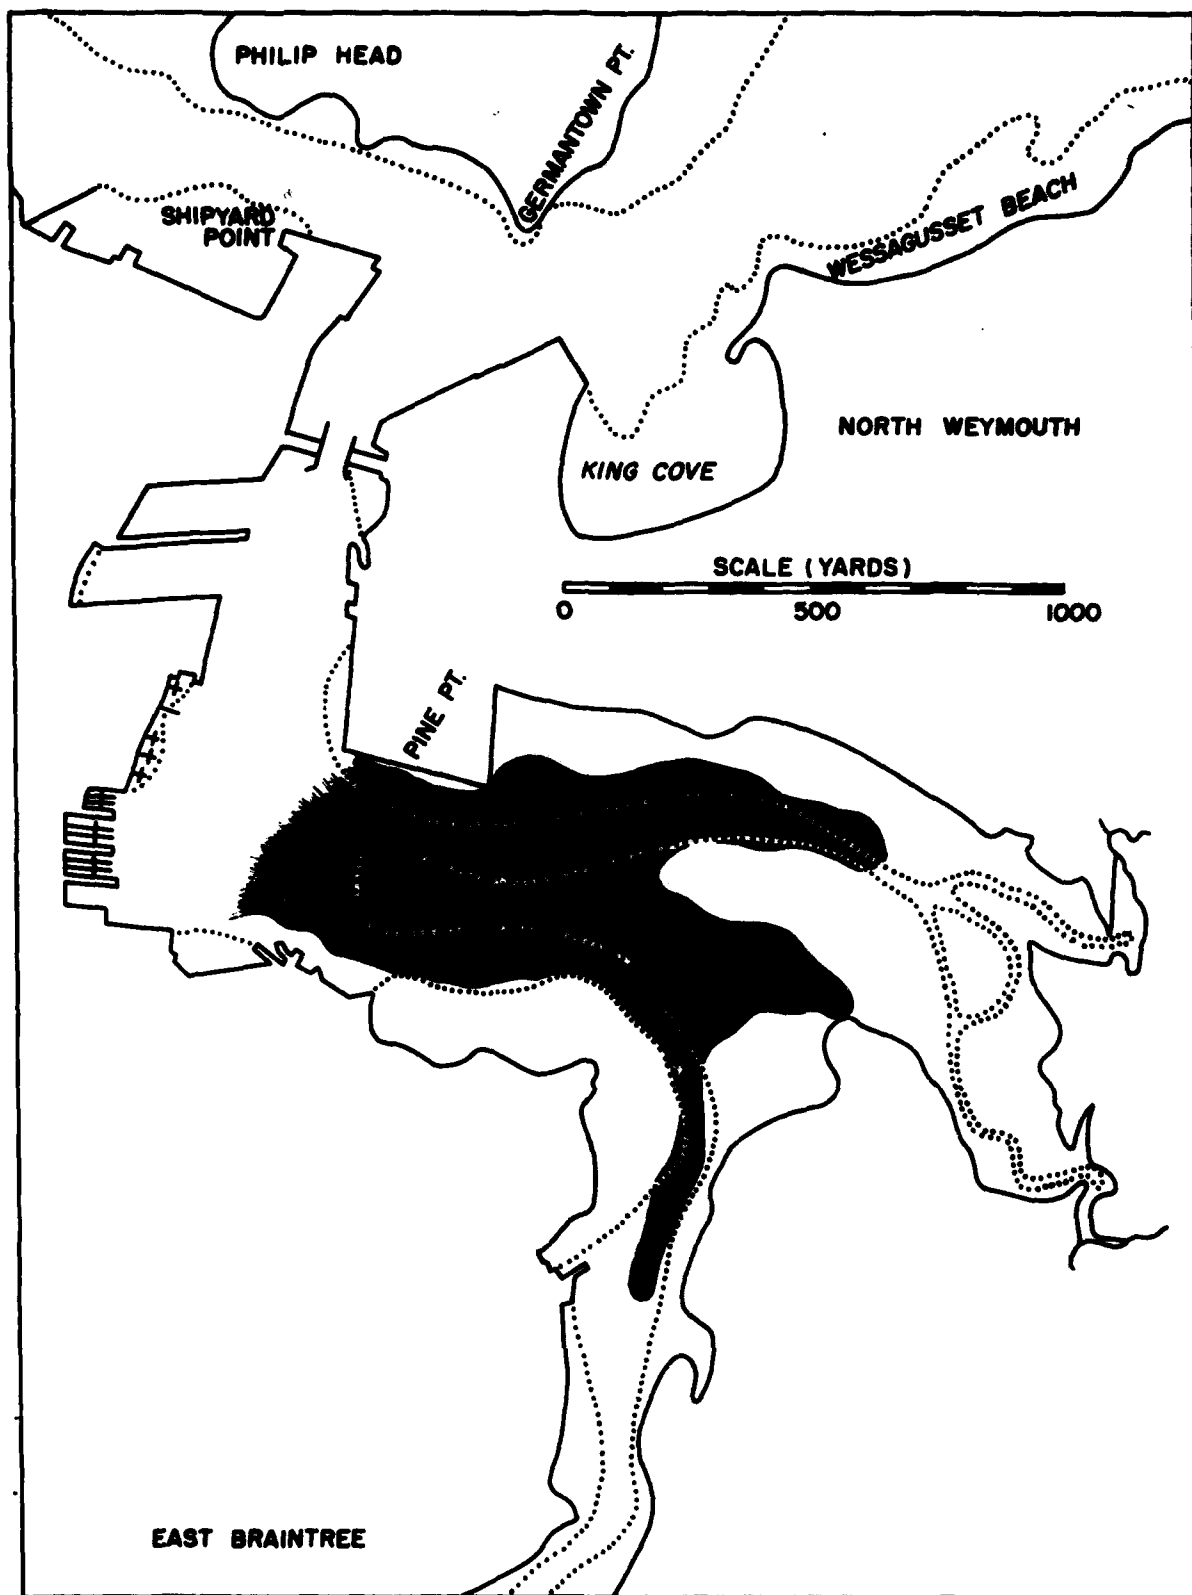 PHILIP HEAD
GERMANTOWN PT.
SHIPYARD
POINT
WESSAGUSSET BEACH
NORTH WEYMOUTH
KING COVE
SCALE (YARDS)
0 500 1000
PINE PT.
EAST BRAINTREE